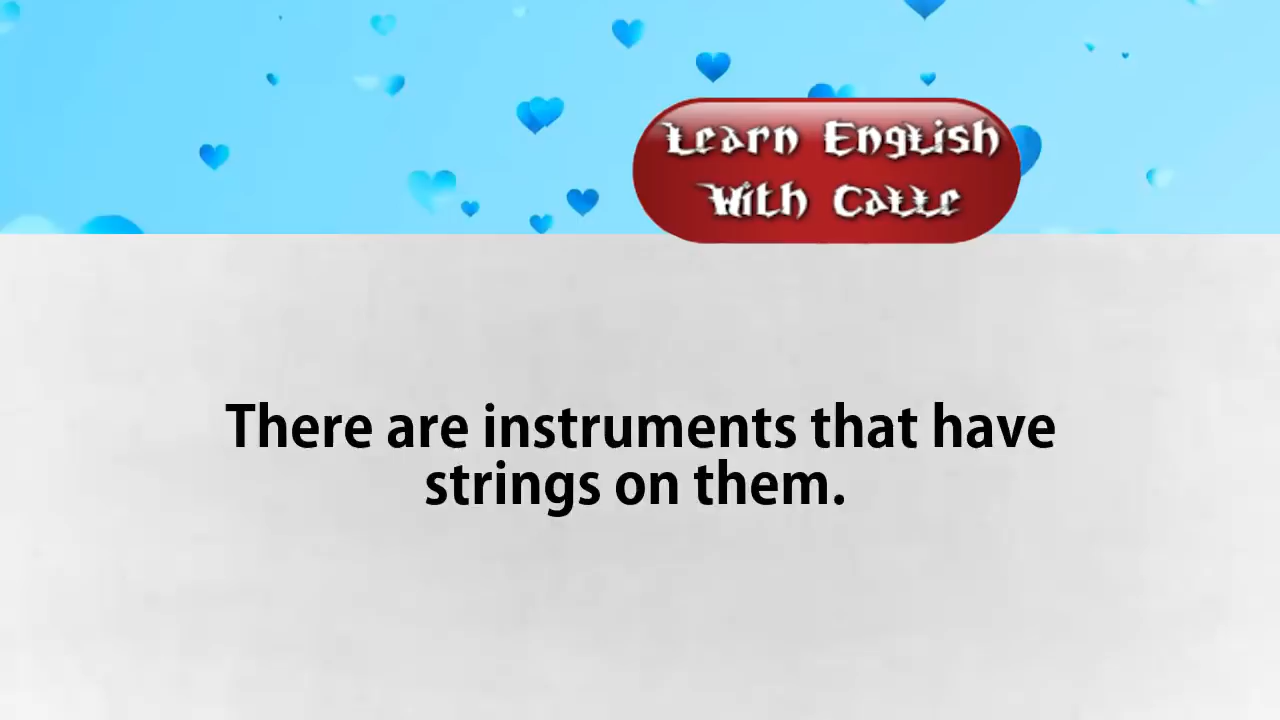 Learn English
With Catte
There are instruments that have
strings on them.